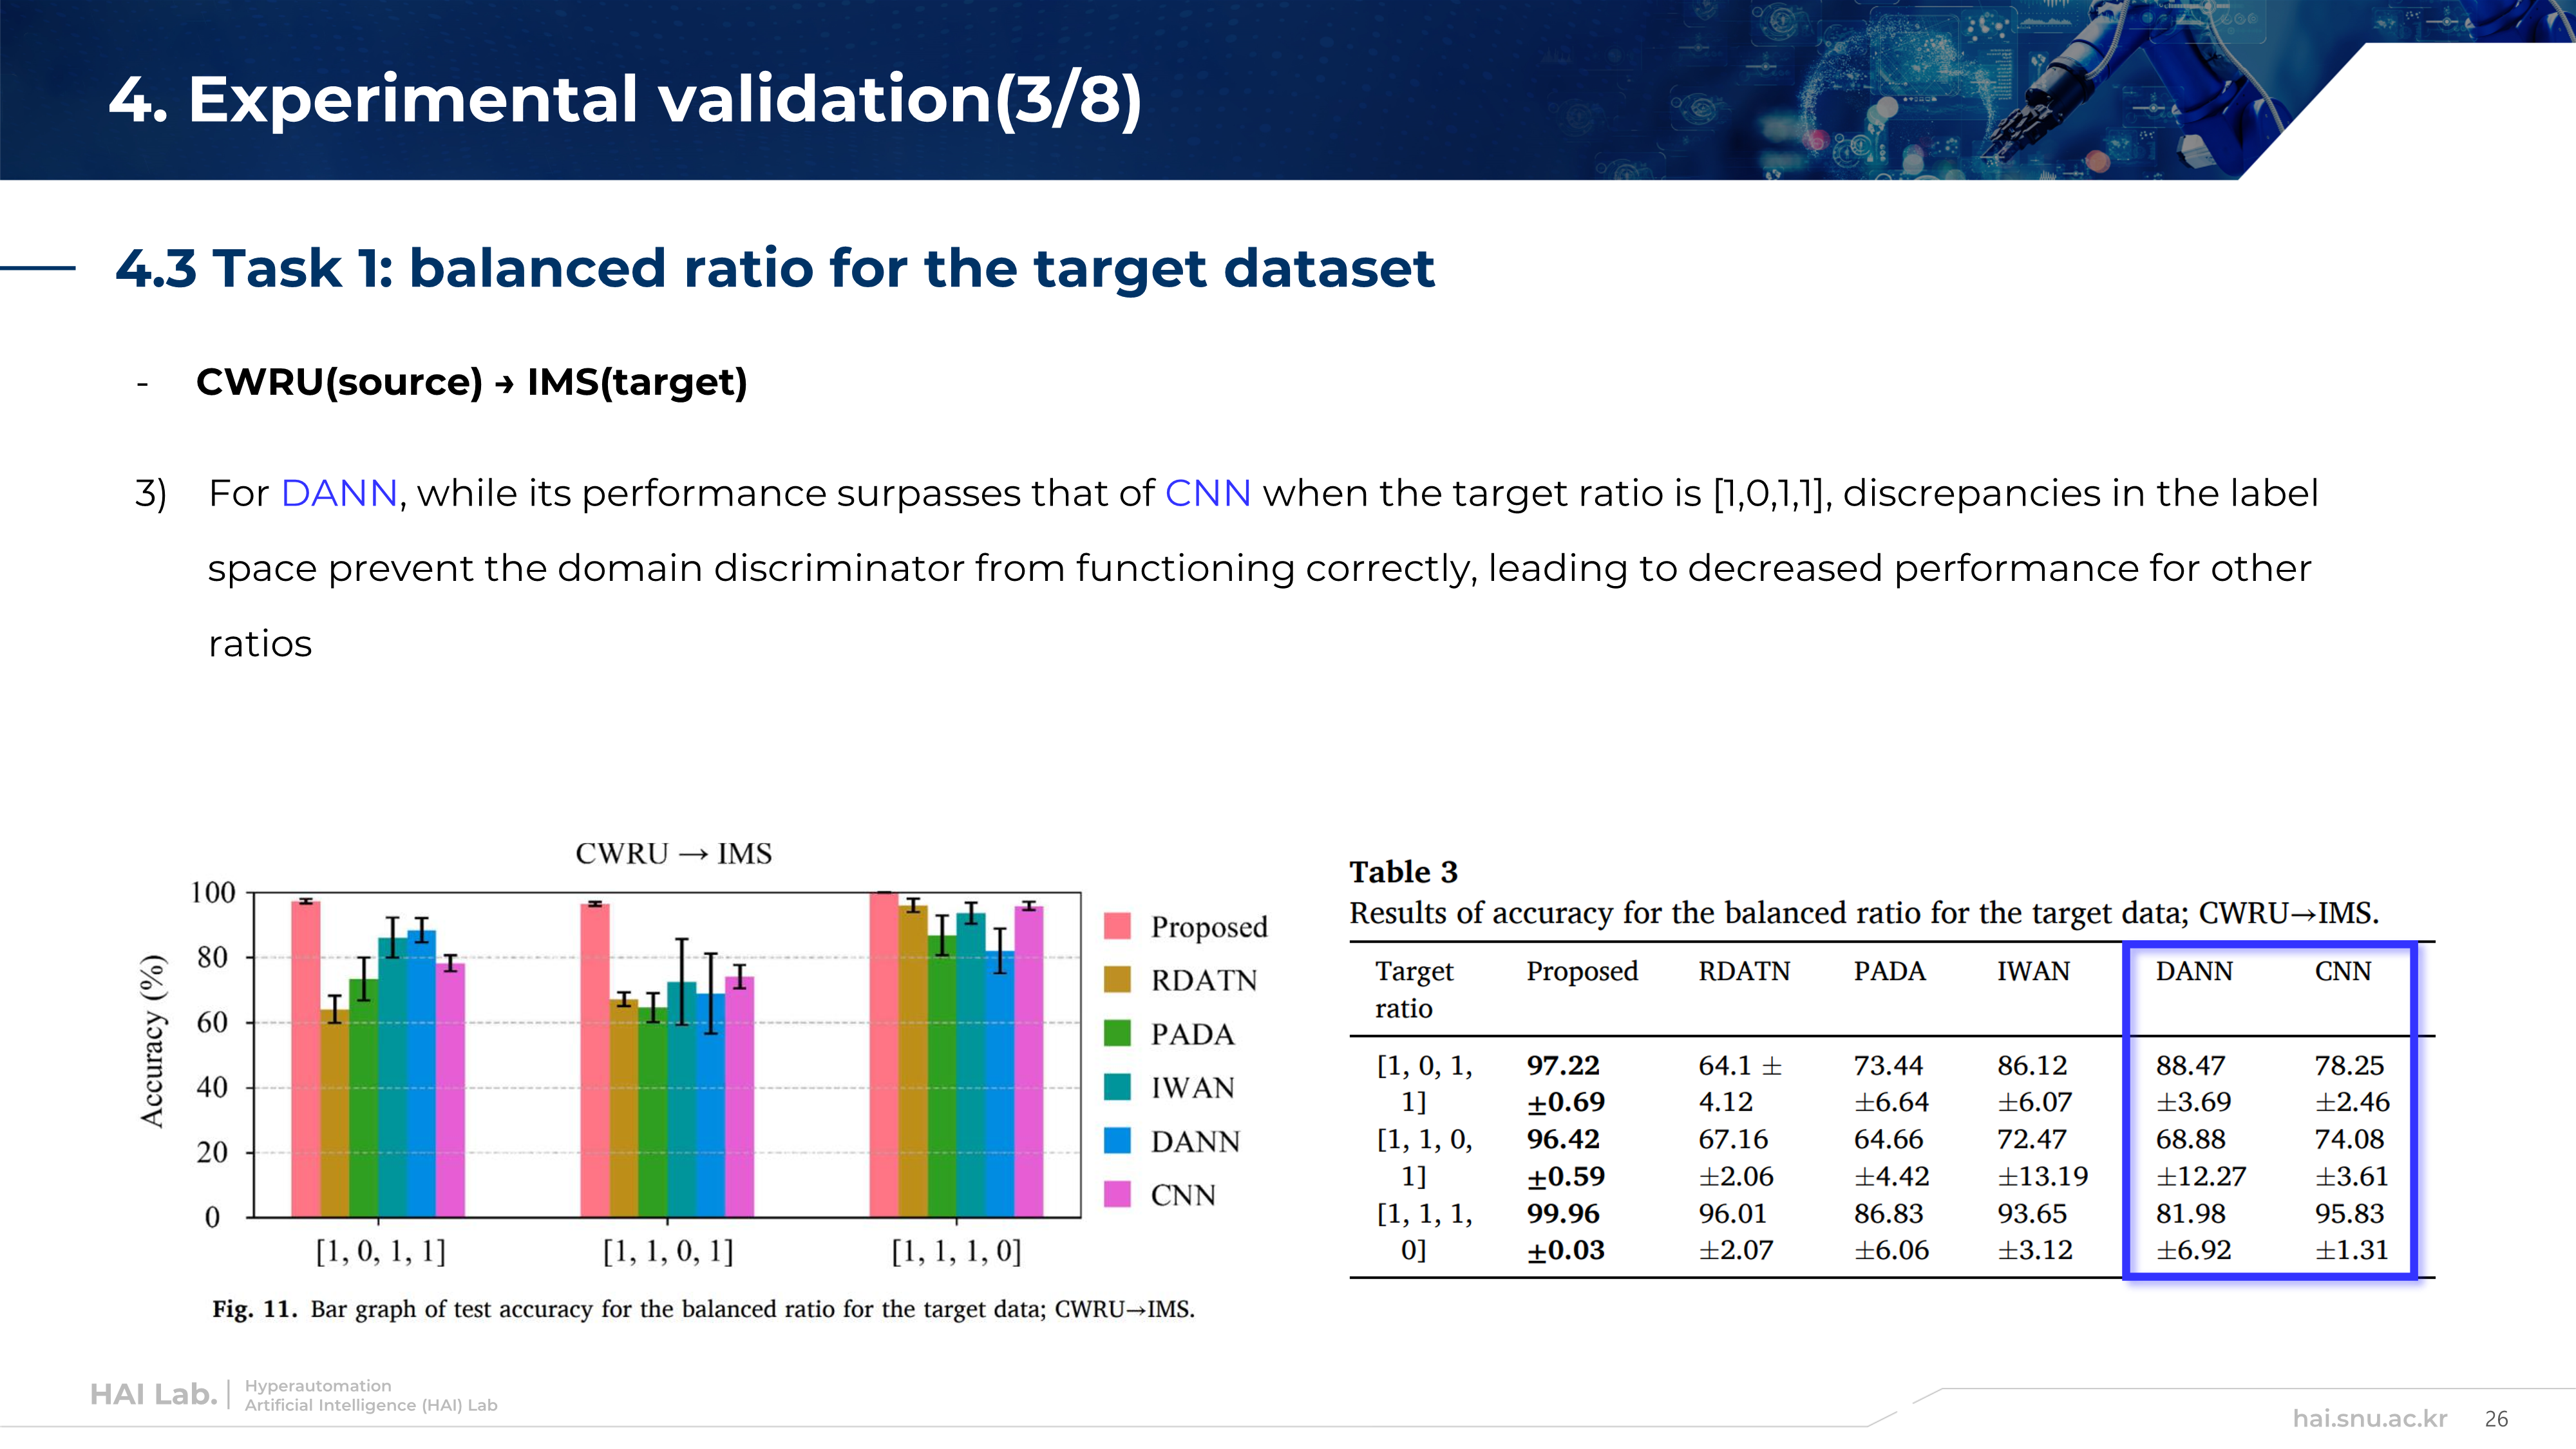 4. Experimental validation(3/8)
4.3 Task 1: balanced ratio for the target dataset
- CWRU(source) → IMS(target)
3) For DANN, while its performance surpasses that of CNN when the target ratio is [1,0,1,1], discrepancies in the label
space prevent the domain discriminator from functioning correctly, leading to decreased performance for other
ratios
CWRU → IMS
100
80
60
40
20
0
Accuracy (%)
[1, 0, 1, 1] [1, 1, 0, 1] [1, 1, 1, 0]
Proposed
RDATN
PADA
IWAN
DANN
CNN
Fig. 11. Bar graph of test accuracy for the balanced ratio for the target data; CWRU→IMS.
Table 3
Results of accuracy for the balanced ratio for the target data; CWRU→IMS.
Target Proposed RDATN PADA IWAN DANN CNN
ratio
[1, 0, 1, 97.22 64.1 ± 73.44 86.12 88.47 78.25
1] ±0.69 4.12 ±6.64 ±6.07 ±3.69 ±2.46
[1, 1, 0, 96.42 67.16 64.66 72.47 68.88 74.08
1] ±0.59 ±2.06 ±4.42 ±13.19 ±12.27 ±3.61
[1, 1, 1, 99.96 96.01 86.83 93.65 81.98 95.83
0] ±0.03 ±2.07 ±6.06 ±3.12 ±6.92 ±1.31
HAI Lab.
Hyperautomation
Artificial Intelligence (HAI) Lab
hai.snu.ac.kr 26